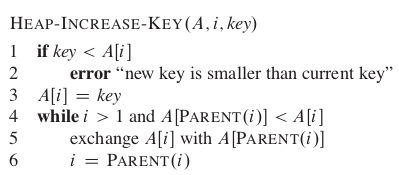 HEAP-INCREASE-KEY(A, i, key)
1 if key < A[i]
2 error “new key is smaller than current key”
3 A[i] = key
4 while i > 1 and A[PARENT(i)] < A[i]
5 exchange A[i] with A[PARENT(i)]
6 i = PARENT(i)